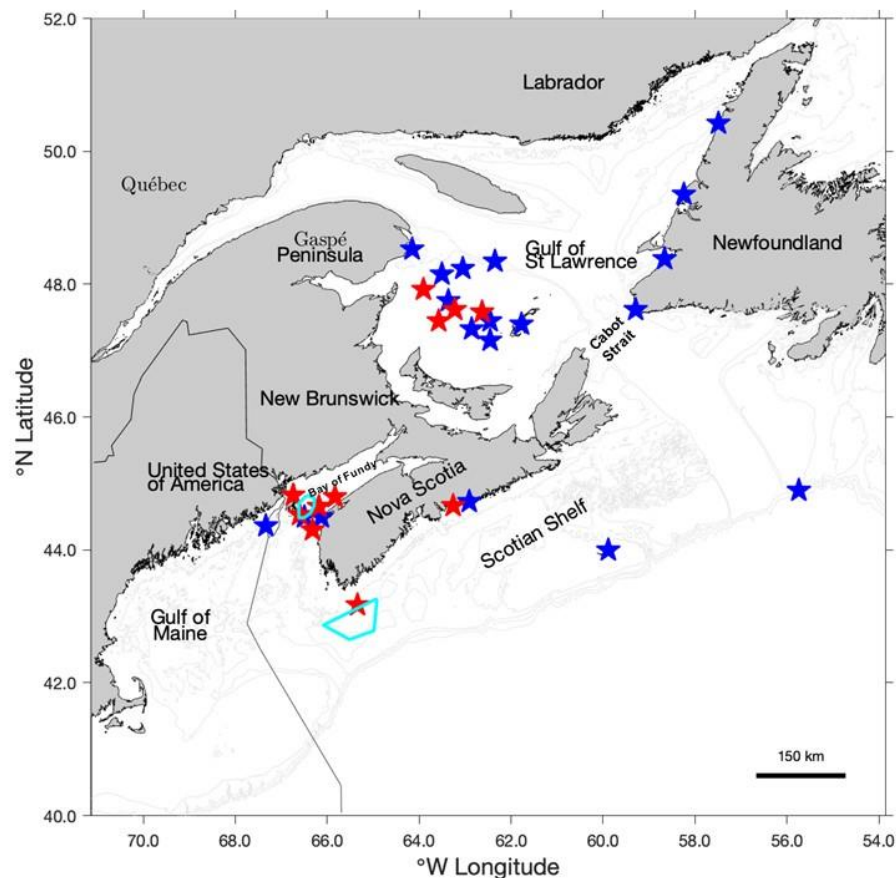 52.0
Labrador
50.0
Québec
Gaspé
Peninsula
Gulf of
St Lawrence
Newfoundland
48.0
Cabot
Strait
New Brunswick
46.0
°N Latitude
United States
of America
Bay of Fundy
Nova Scotia
Scotian Shelf
44.0
Gulf of
Maine
42.0
150 km
40.0
70.0 68.0 66.0 64.0 62.0 60.0 58.0 56.0 54.0
°W Longitude